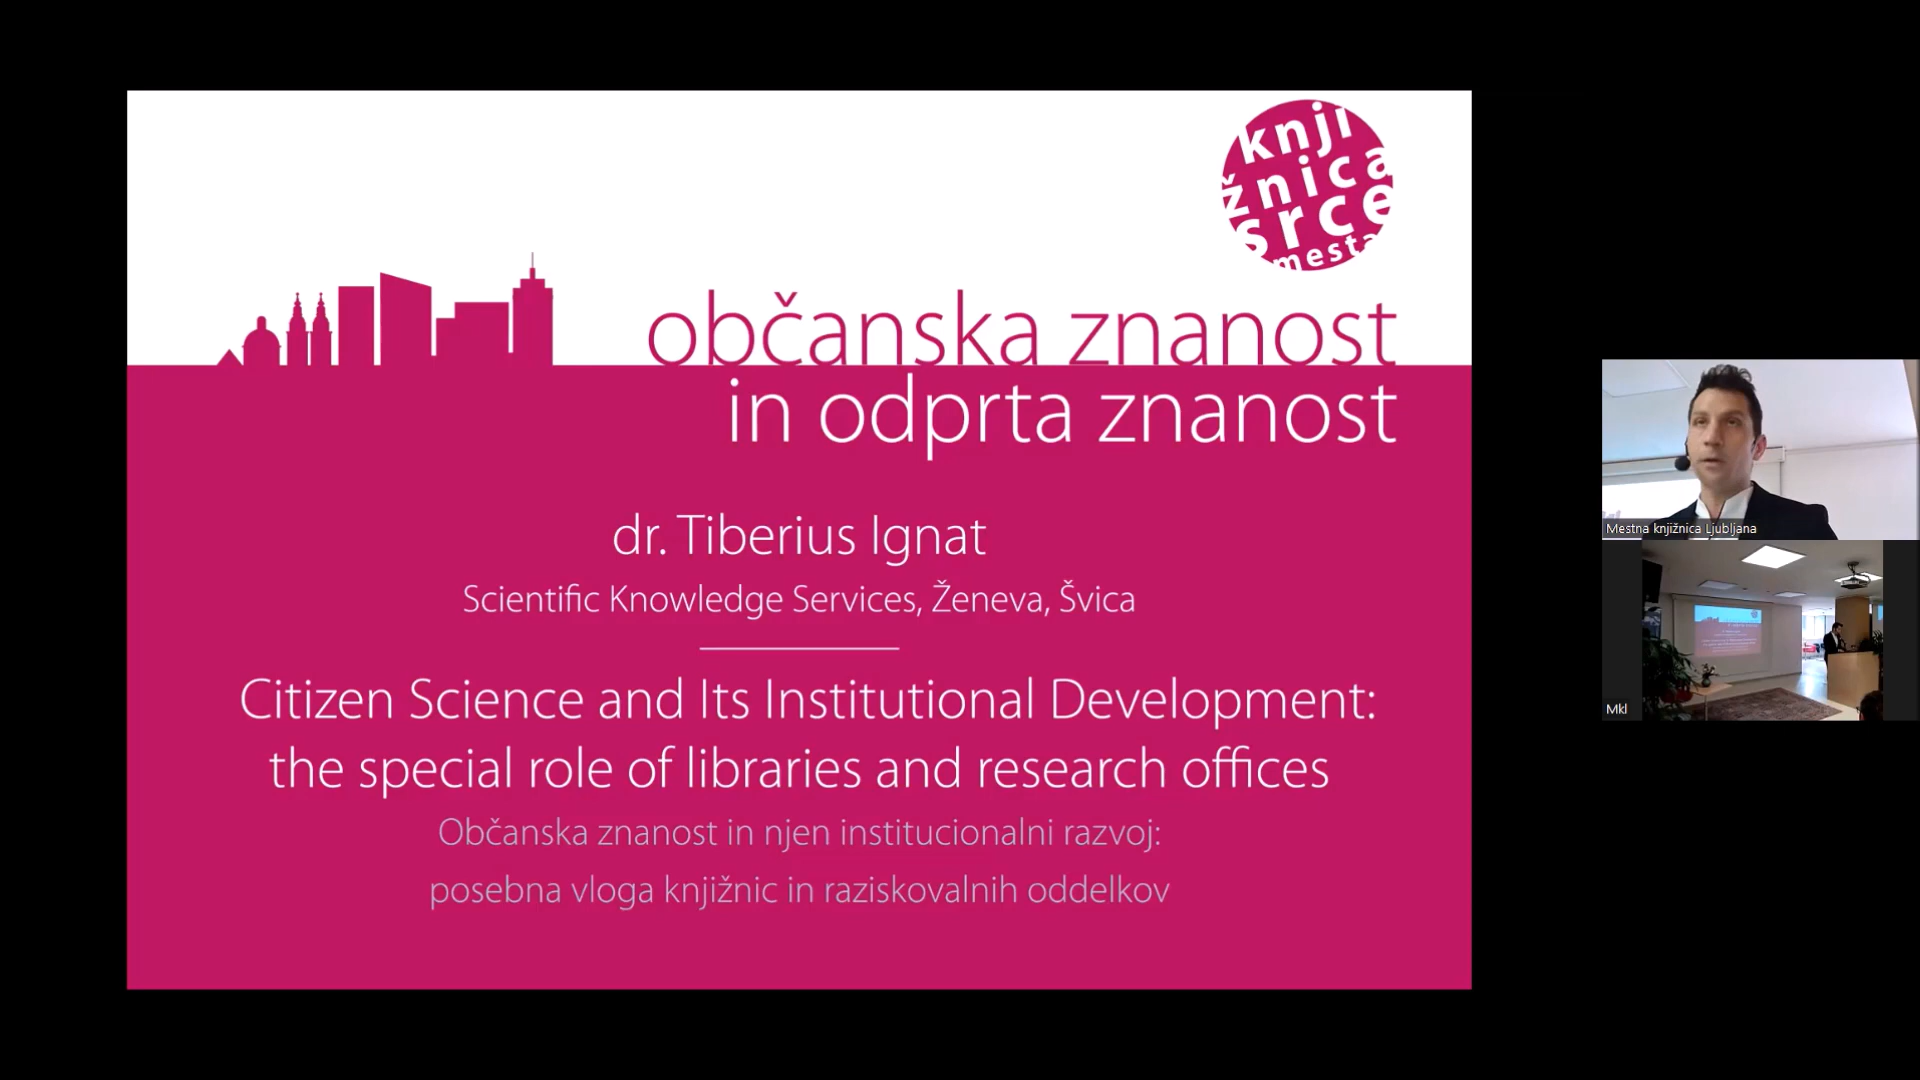 knji
žnica
srce
mesta
občanska znanost
in odprta znanost
dr. Tiberius Ignat
Scientific Knowledge Services, Ženeva, Švica
Citizen Science and Its Institutional Development:
the special role of libraries and research offices
Občanska znanost in njen institucionalni razvoj:
posebna vloga knjižnic in raziskovalnih oddelkov
Mestna knjižnica Ljubljana
Mkl